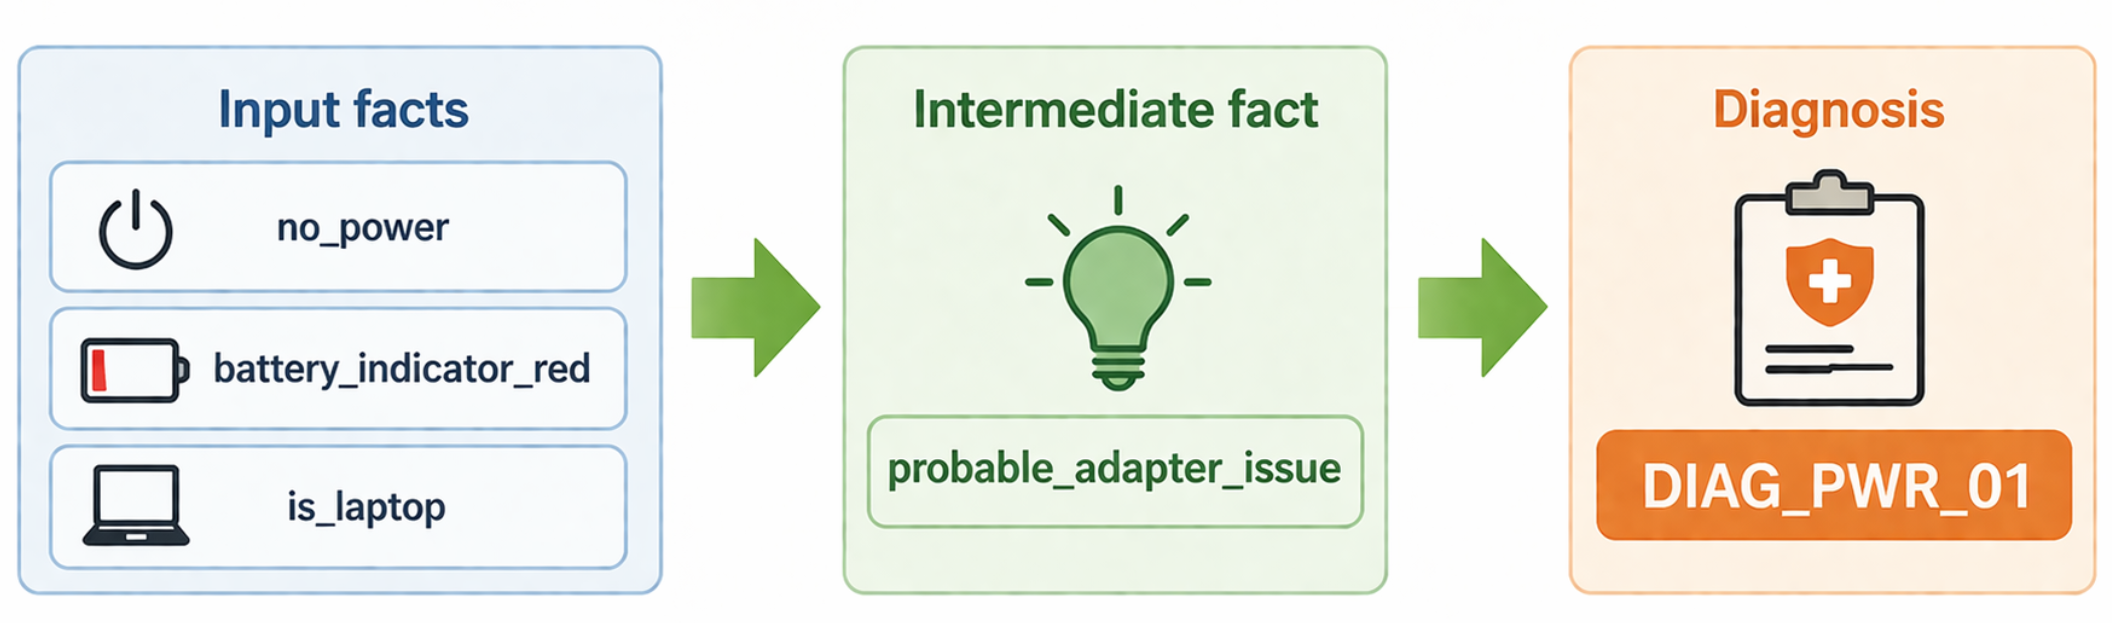 Input facts
no_power
battery_indicator_red
is_laptop
Intermediate fact
probable_adapter_issue
Diagnosis
DIAG_PWR_01